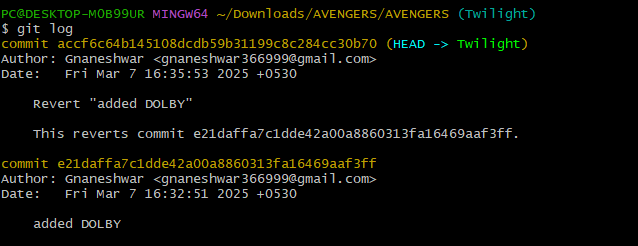 PC@DESKTOP-M0B99UR MINGW64 ~/Downloads/AVENGERS/AVENGERS (Twilight)
$ git log
commit accf6c64b145108dcdb59b31199c8c284cc30b70 (HEAD -> Twilight)
Author: Gnaneshwar <gnaneshwar366999@gmail.com>
Date:   Fri Mar 7 16:35:53 2025 +0530
    Revert "added DOLBY"
    This reverts commit e21daffa7c1dde42a00a8860313fa16469aaf3ff.
commit e21daffa7c1dde42a00a8860313fa16469aaf3ff
Author: Gnaneshwar <gnaneshwar366999@gmail.com>
Date:   Fri Mar 7 16:32:51 2025 +0530
    added DOLBY